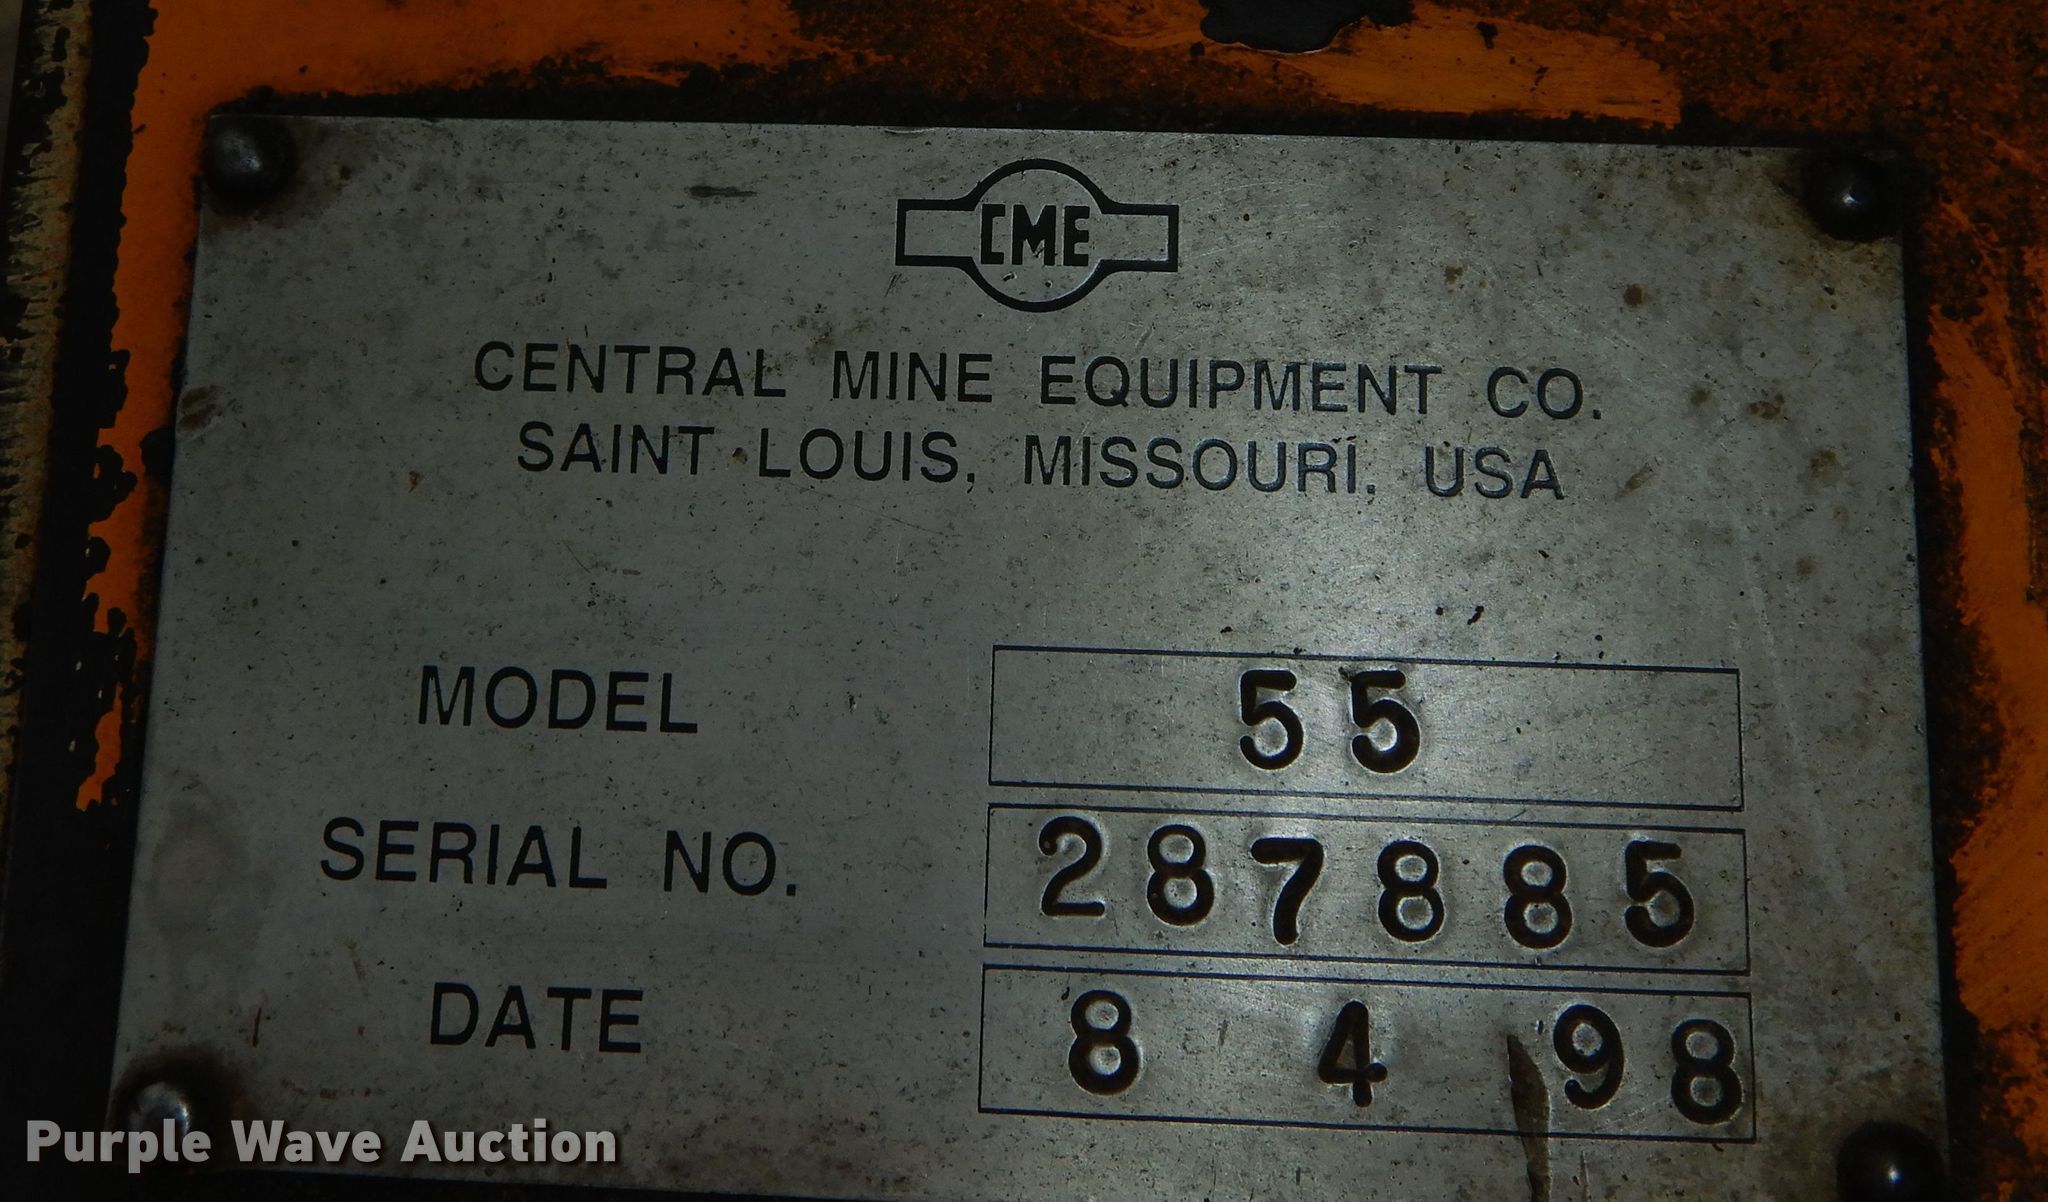 CME
CENTRAL MINE EQUIPMENT CO.
SAINT LOUIS, MISSOURI, USA
MODEL 55
SERIAL NO. 287885
DATE 8 4 98
Purple Wave Auction